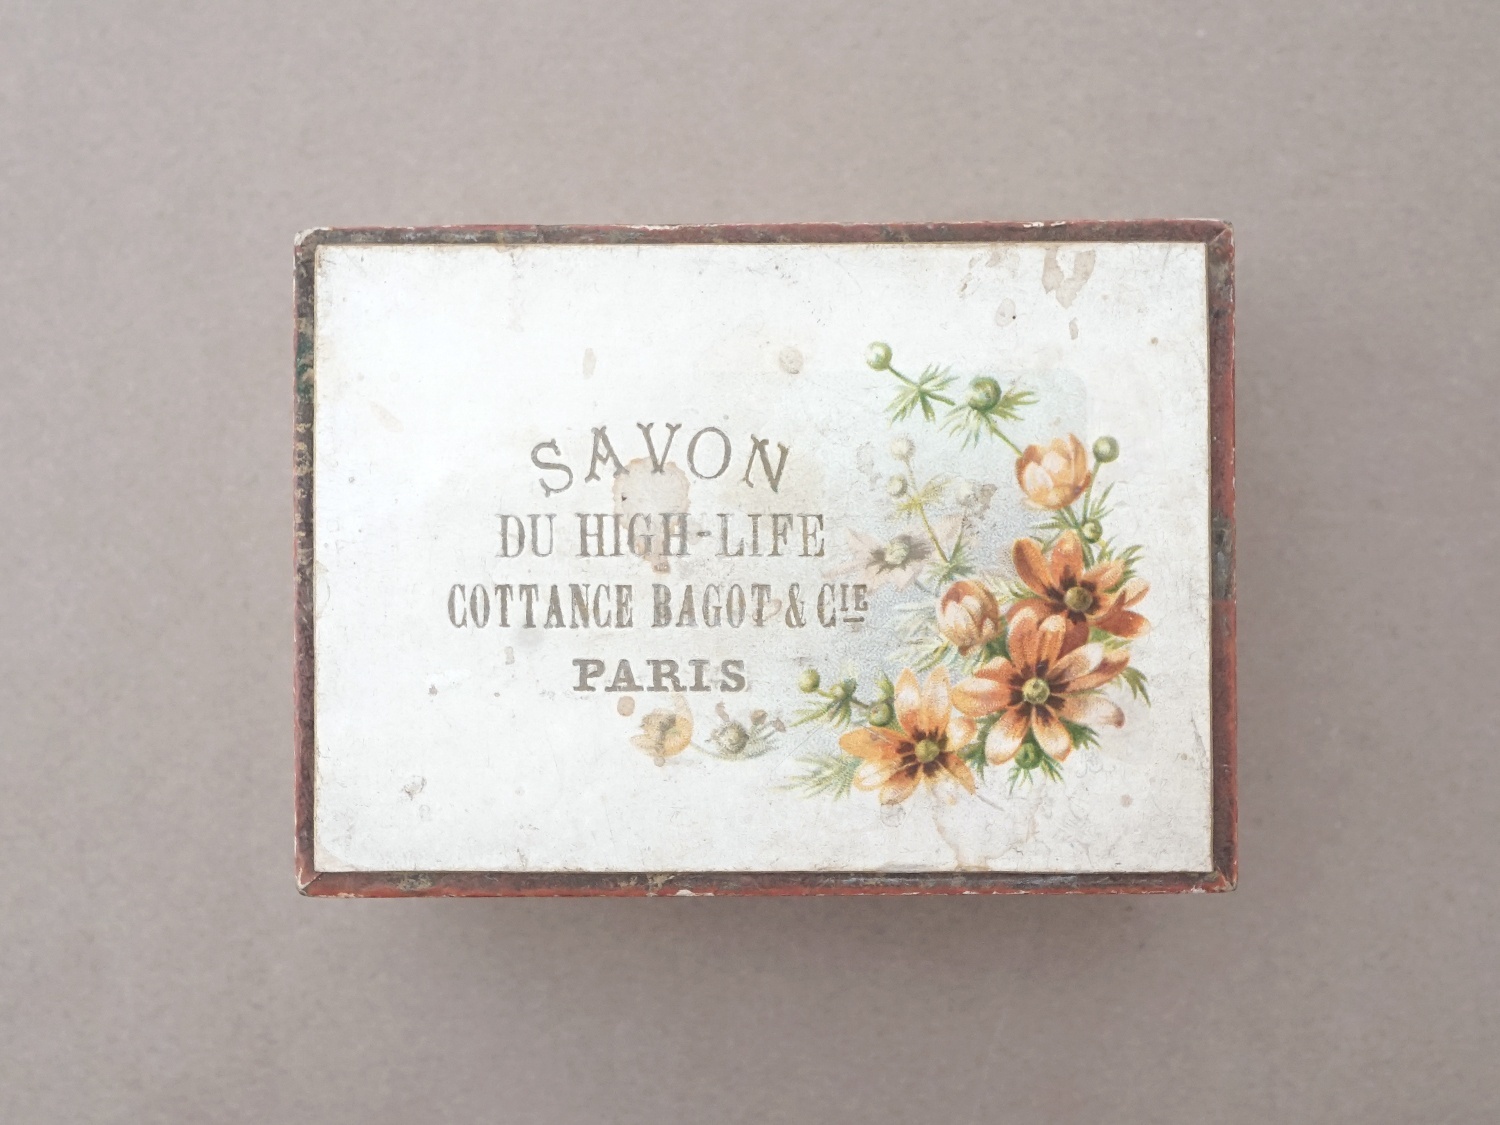 SAVON
DU HIGH-LIFE
COTTANCE BAGOT & CIE
PARIS